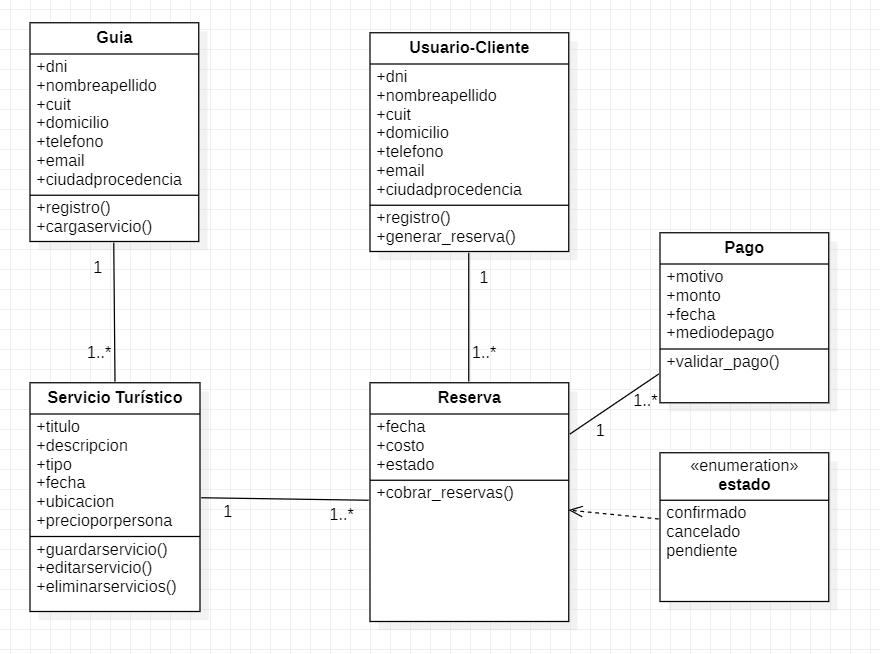 Guia
+dni
+nombreapellido
+cuit
+domicilio
+telefono
+email
+ciudadprocedencia
+registro()
+cargaservicio()
Usuario-Cliente
+dni
+nombreapellido
+cuit
+domicilio
+telefono
+email
+ciudadprocedencia
+registro()
+generar_reserva()
Pago
+motivo
+monto
+fecha
+mediodepago
+validar_pago()
1
1..*
1
1..*
1..*
1
Servicio Turístico
+titulo
+descripcion
+tipo
+fecha
+ubicacion
+precioporpersona
+guardarservicio()
+editarservicio()
+eliminarservicios()
1
1..*
Reserva
+fecha
+costo
+estado
+cobrar_reservas()
«enumeration»
estado
confirmado
cancelado
pendiente